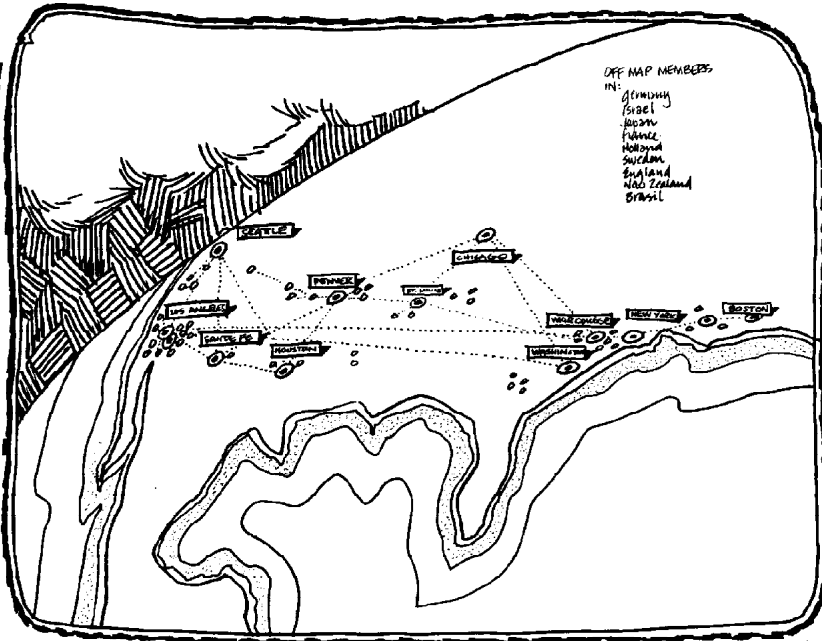 OFF MAP MEMBERS
IN:
Germany
Israel
Japan
France
Holland
Sweden
England
New Zealand
Brasil
SEATTLE
CHICAGO
DENVER
LOS ANGELES
SANTA FE
HOUSTON
NEW YORK
BOSTON
WASHINGTON